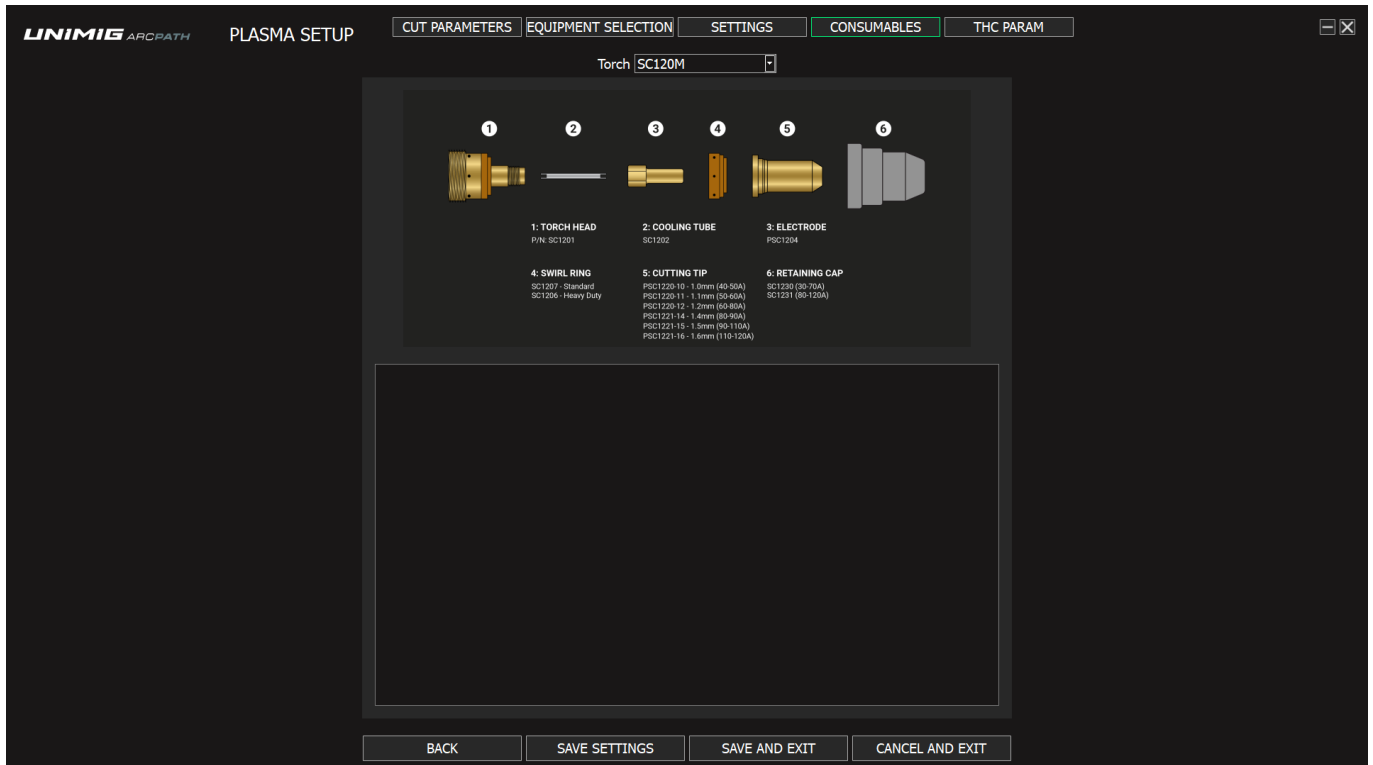 UNIMIG ARCPATH
PLASMA SETUP
CUT PARAMETERS
EQUIPMENT SELECTION
SETTINGS
CONSUMABLES
THC PARAM
Torch SC120M
1 2 3 4 5 6
1: TORCH HEAD
P/N: SC1201
2: COOLING TUBE
SC1202
3: ELECTRODE
PSC1204
4: SWIRL RING
SC1207 - Standard
SC1206 - Heavy Duty
5: CUTTING TIP
PSC1220-10 - 1.0mm (40-50A)
PSC1220-11 - 1.1mm (50-60A)
PSC1220-12 - 1.2mm (60-80A)
PSC1221-14 - 1.4mm (80-90A)
PSC1221-15 - 1.5mm (90-110A)
PSC1221-16 - 1.6mm (110-120A)
6: RETAINING CAP
SC1230 (30-70A)
SC1231 (80-120A)
BACK
SAVE SETTINGS
SAVE AND EXIT
CANCEL AND EXIT